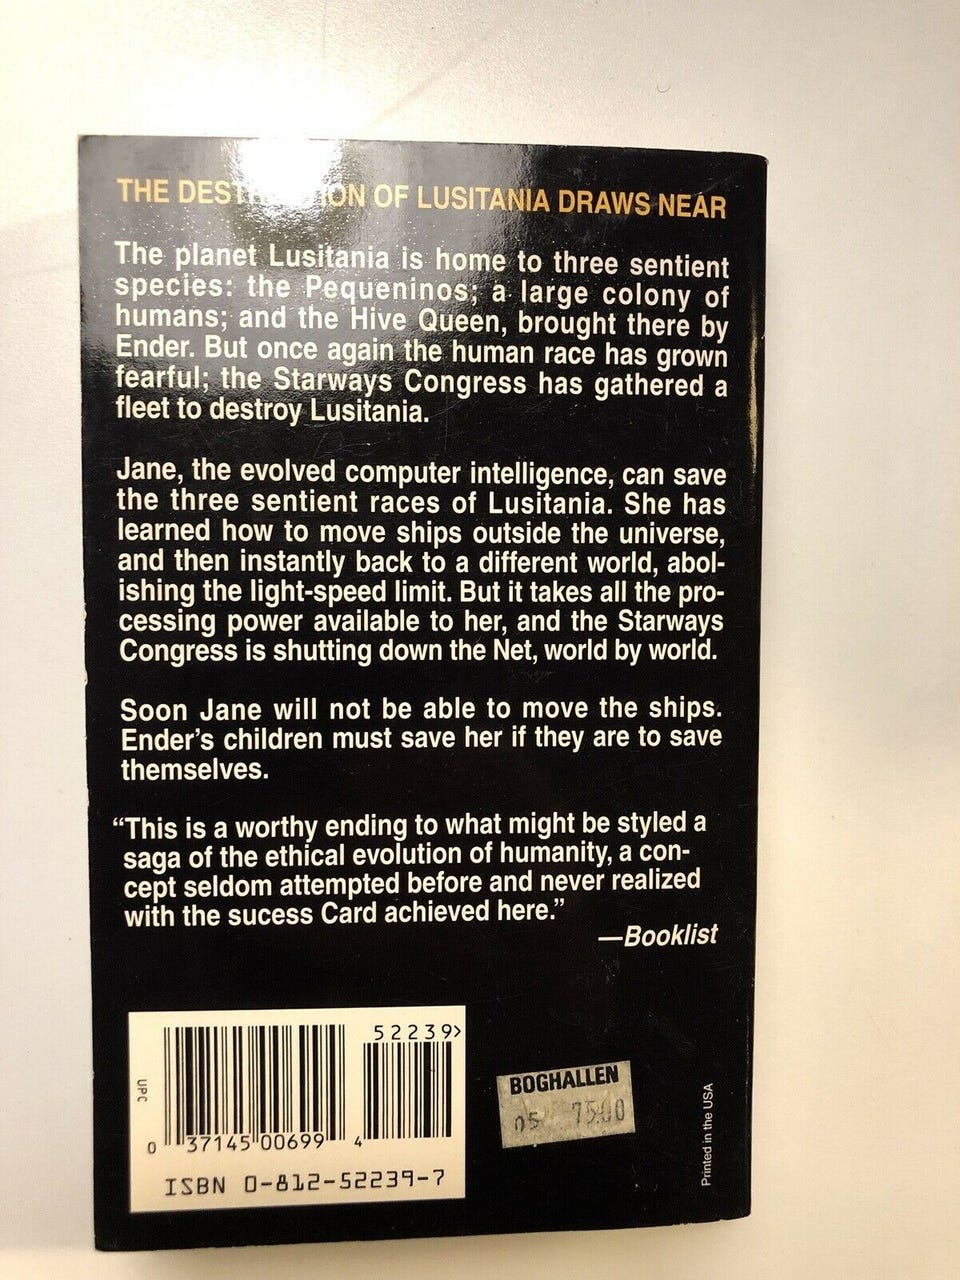 THE DESTRUCTION OF LUSITANIA DRAWS NEAR
The planet Lusitania is home to three sentient
species: the Pequeninos; a large colony of
humans; and the Hive Queen, brought there by
Ender. But once again the human race has grown
fearful; the Starways Congress has gathered a
fleet to destroy Lusitania.
Jane, the evolved computer intelligence, can save
the three sentient races of Lusitania. She has
learned how to move ships outside the universe,
and then instantly back to a different world, abol-
ishing the light-speed limit. But it takes all the pro-
cessing power available to her, and the Starways
Congress is shutting down the Net, world by world.
Soon Jane will not be able to move the ships.
Ender's children must save her if they are to save
themselves.
“This is a worthy ending to what might be styled a
saga of the ethical evolution of humanity, a con-
cept seldom attempted before and never realized
with the sucess Card achieved here.”
—Booklist
52239>
UPC
0 37145 00699 4
ISBN 0-812-52239-7
BOGHALLEN
05 7500
Printed in the USA